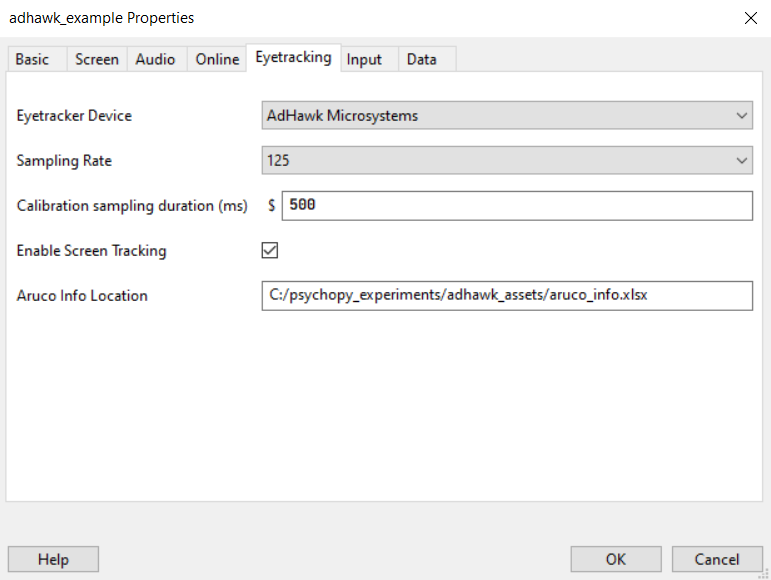 adhawk_example Properties
Basic Screen Audio Online Eyetracking Input Data
Eyetracker Device AdHawk Microsystems
Sampling Rate 125
Calibration sampling duration (ms) $ 500
Enable Screen Tracking
Aruco Info Location C:/psychopy_experiments/adhawk_assets/aruco_info.xlsx
Help OK Cancel